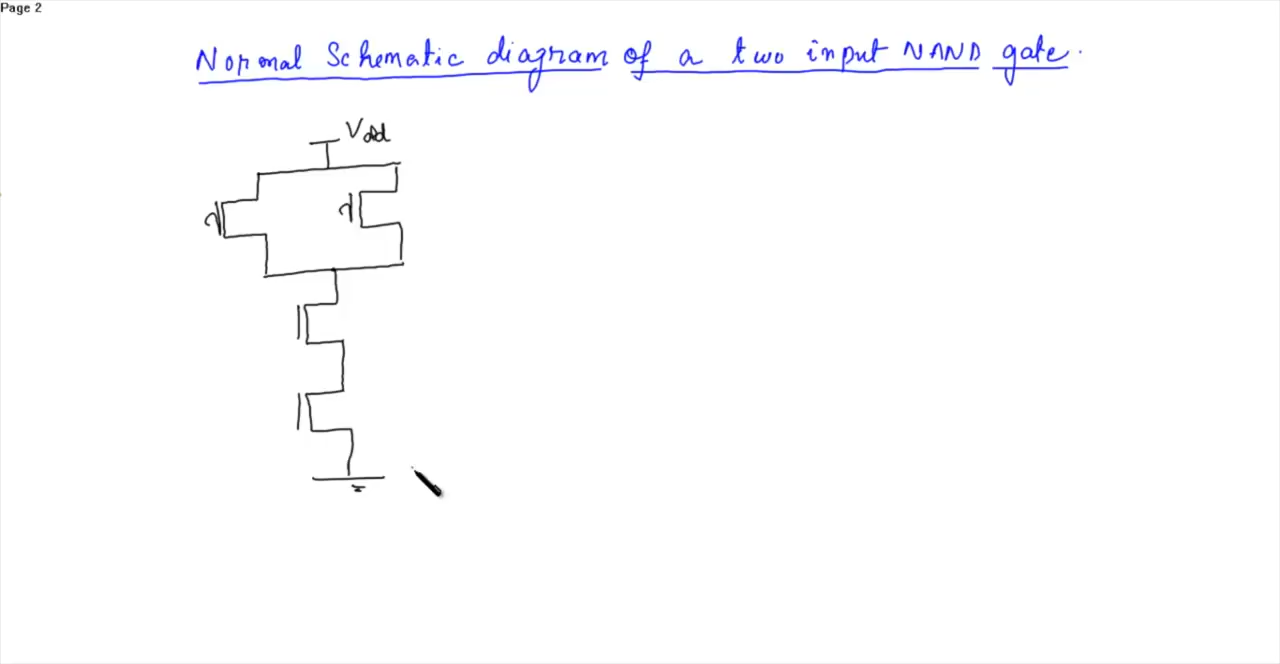 Page 2
Normal Schematic diagram of a two input NAND gate.
Vdd